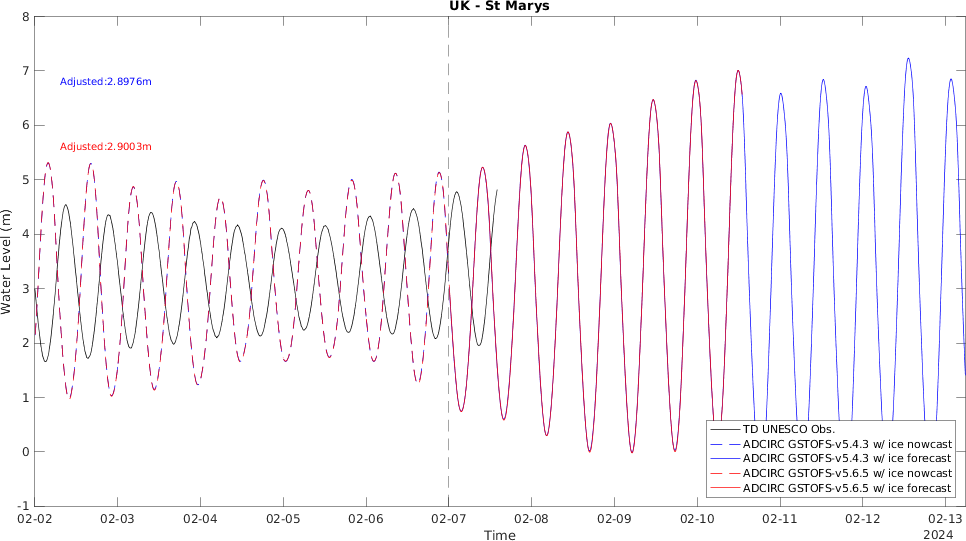 UK - St Marys
8
7
6
5
4
3
2
1
0
-1
Water Level (m)
Adjusted:2.8976m
Adjusted:2.9003m
TD UNESCO Obs.
ADCIRC GSTOFS-v5.4.3 w/ ice nowcast
ADCIRC GSTOFS-v5.4.3 w/ ice forecast
ADCIRC GSTOFS-v5.6.5 w/ ice nowcast
ADCIRC GSTOFS-v5.6.5 w/ ice forecast
02-02 02-03 02-04 02-05 02-06 02-07 02-08 02-09 02-10 02-11 02-12 02-13
Time
2024